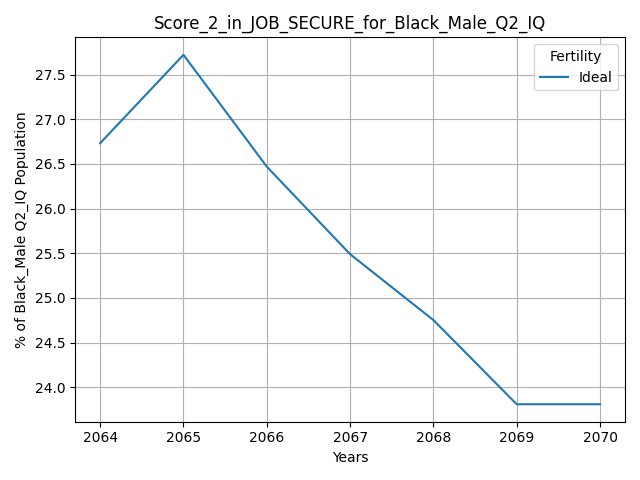 Score_2_in_JOB_SECURE_for_Black_Male_Q2_IQ
Fertility
Ideal
27.5
27.0
26.5
26.0
25.5
25.0
24.5
24.0
% of Black_Male Q2_IQ Population
2064 2065 2066 2067 2068 2069 2070
Years